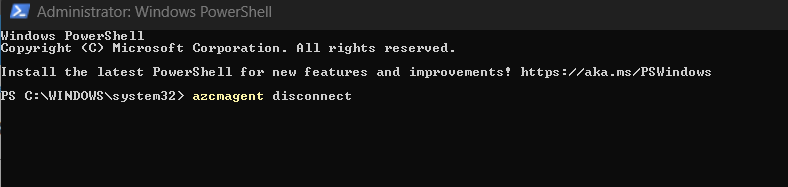 Administrator: Windows PowerShell
Windows PowerShell
Copyright (C) Microsoft Corporation. All rights reserved.
Install the latest PowerShell for new features and improvements! https://aka.ms/PSWindows
PS C:\WINDOWS\system32> azcmagent disconnect